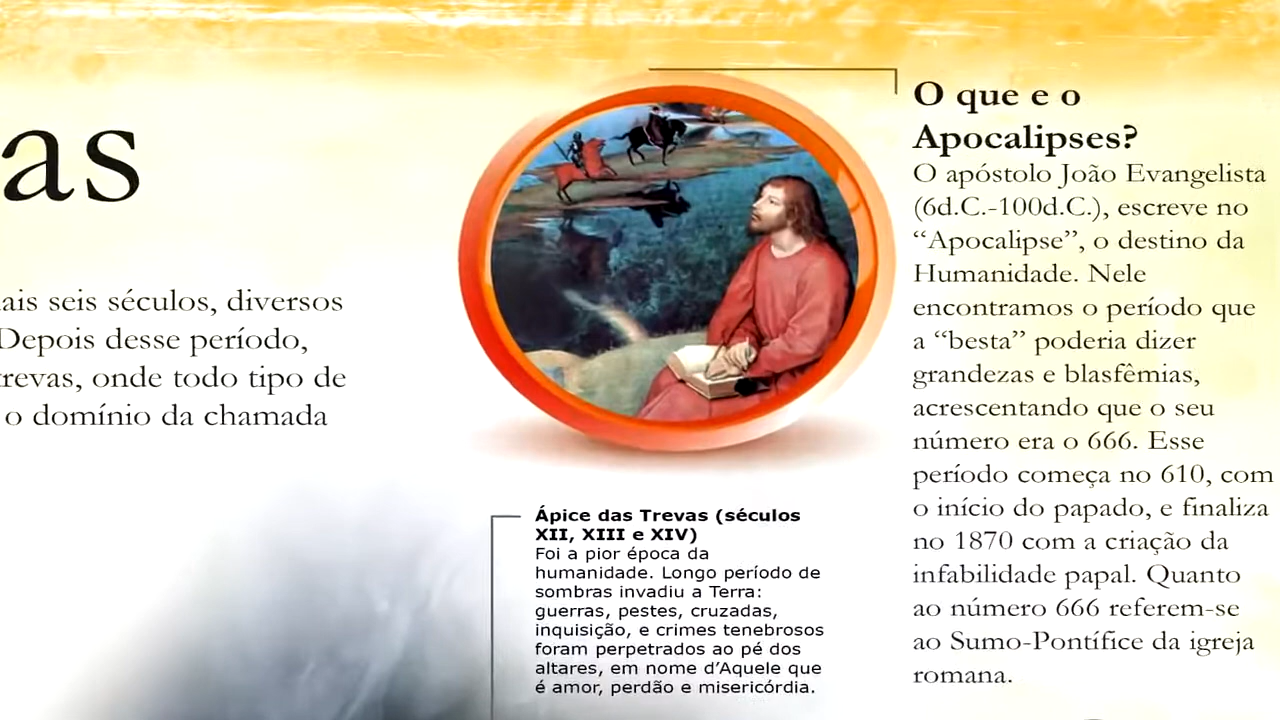 as
ais seis séculos, diversos
Depois desse período,
trevas, onde todo tipo de
o domínio da chamada
O que e o
Apocalipses?
O apóstolo João Evangelista
(6d.C.-100d.C.), escreve no
“Apocalipse”, o destino da
Humanidade. Nele
encontramos o período que
a “besta” poderia dizer
grandezas e blasfêmias,
acrescentando que o seu
número era o 666. Esse
período começa no 610, com
o início do papado, e finaliza
no 1870 com a criação da
infabilidade papal. Quanto
ao número 666 referem-se
ao Sumo-Pontífice da igreja
romana.
Ápice das Trevas (séculos
XII, XIII e XIV)
Foi a pior época da
humanidade. Longo período de
sombras invadiu a Terra:
guerras, pestes, cruzadas,
inquisição, e crimes tenebrosos
foram perpetrados ao pé dos
altares, em nome d’Aquele que
é amor, perdão e misericórdia.